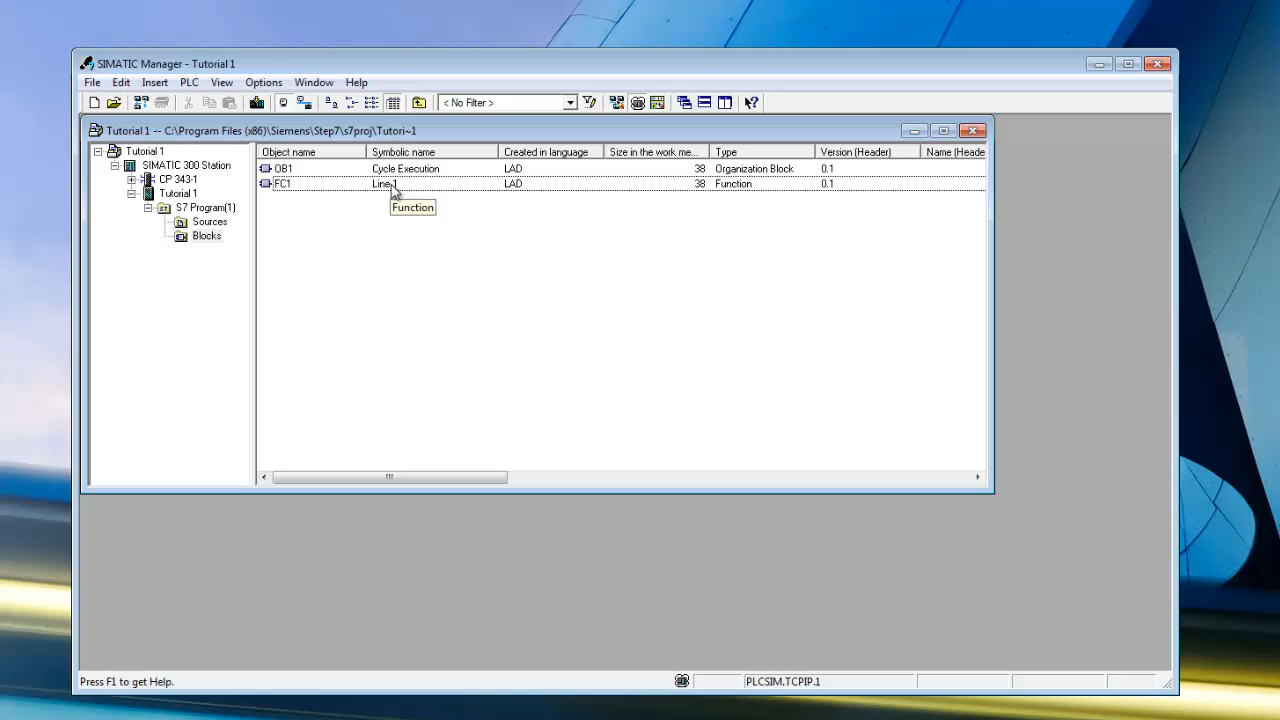 SIMATIC Manager - Tutorial 1
File Edit Insert PLC View Options Window Help
< No Filter >
Tutorial 1 -- C:\Program Files (x86)\Siemens\Step7\s7proj\Tutori~1
Tutorial 1
SIMATIC 300 Station
CP 343-1
Tutorial 1
S7 Program(1)
Sources
Blocks
Object name Symbolic name Created in language Size in the work me... Type Version (Header) Name (Heade
OB1 Cycle Execution LAD 38 Organization Block 0.1
FC1 Line 1 LAD 38 Function 0.1
Function
Press F1 to get Help.
PLCSIM.TCPIP.1